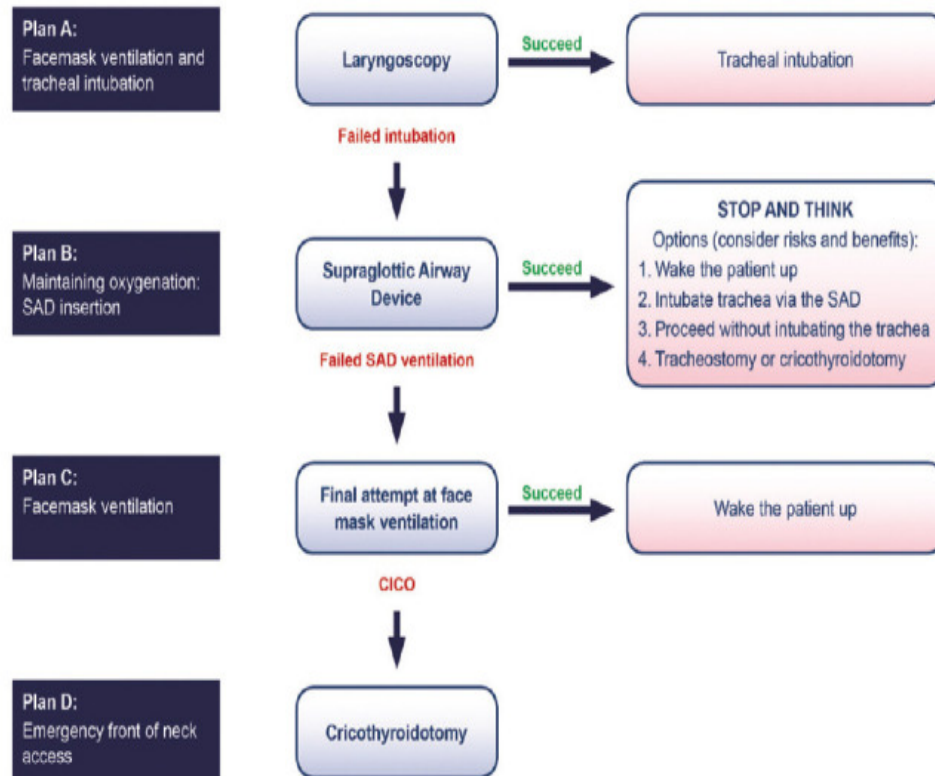 Plan A:
Facemask ventilation and
tracheal intubation
Laryngoscopy
Succeed
Tracheal intubation
Failed intubation
Plan B:
Maintaining oxygenation:
SAD insertion
Supraglottic Airway
Device
Succeed
STOP AND THINK
Options (consider risks and benefits):
1. Wake the patient up
2. Intubate trachea via the SAD
3. Proceed without intubating the trachea
4. Tracheostomy or cricothyroidotomy
Failed SAD ventilation
Plan C:
Facemask ventilation
Final attempt at face
mask ventilation
Succeed
Wake the patient up
CICO
Plan D:
Emergency front of neck
access
Cricothyroidotomy